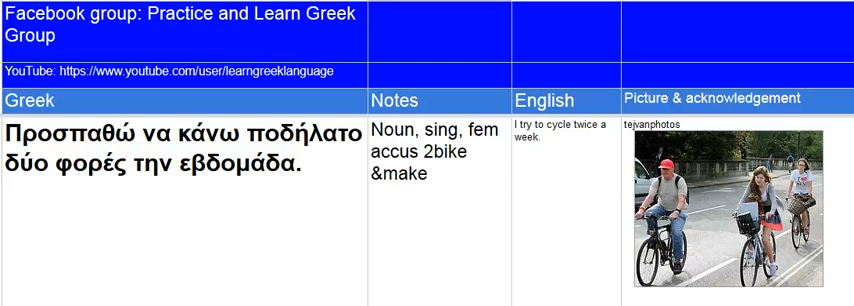 Facebook group: Practice and Learn Greek
Group
YouTube: https://www.youtube.com/user/learngreeklanguage
Greek
Notes
English
Picture & acknowledgement
Προσπαθώ να κάνω ποδήλατο
δύο φορές την εβδομάδα.
Noun, sing, fem
accus 2bike
&make
I try to cycle twice a
week.
tejvanphotos